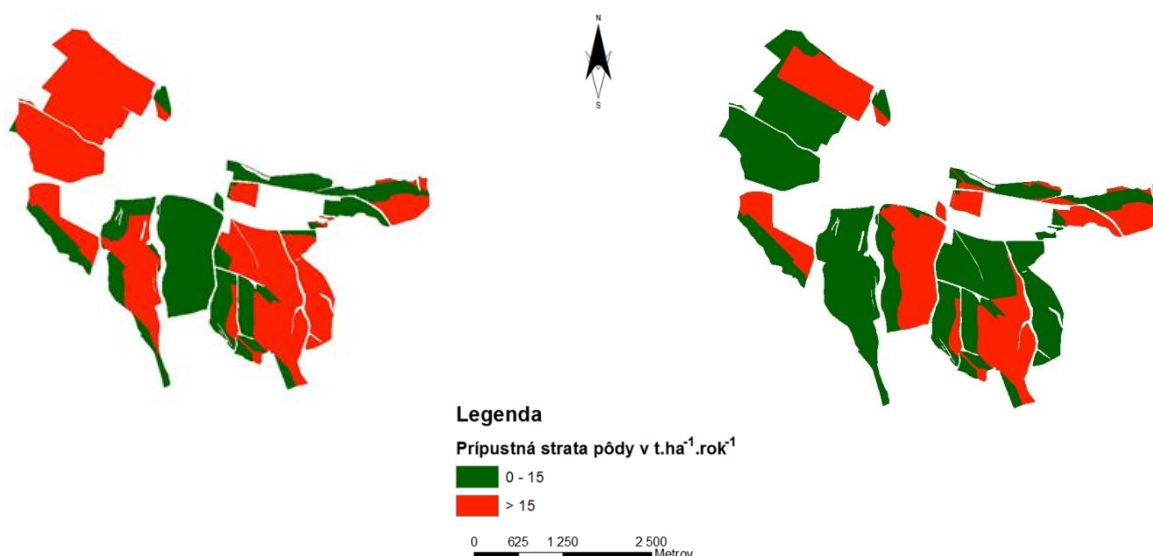 N
S
Legenda
Prípustná strata pôdy v t.ha⁻¹.rok⁻¹
0 - 15
> 15
0 625 1 250 2 500
Metrov